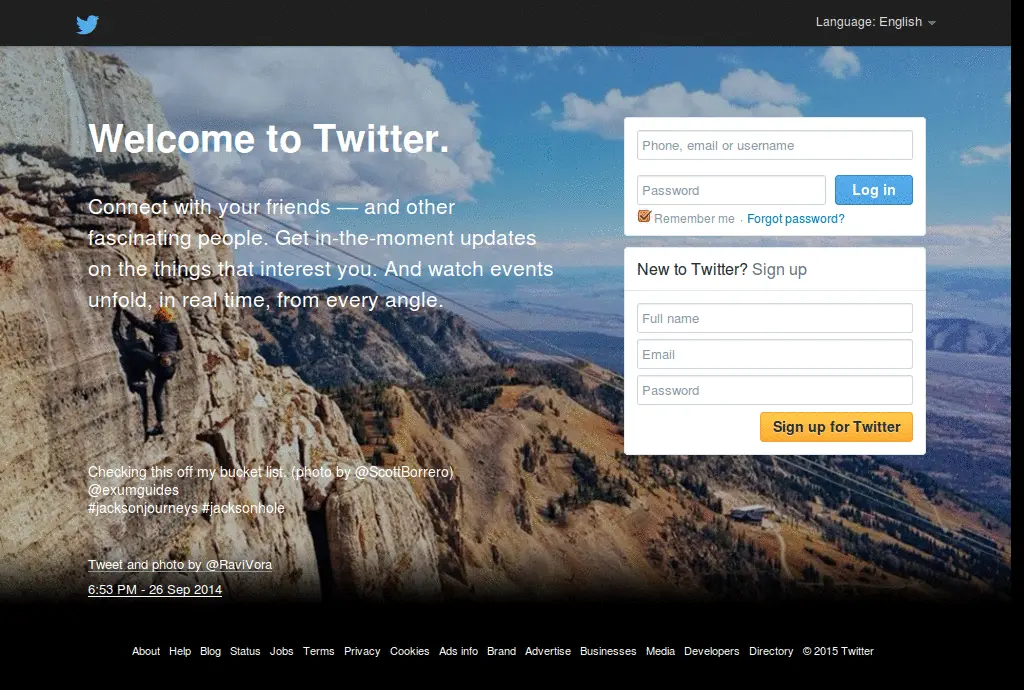 Language: English
Welcome to Twitter.
Connect with your friends — and other
fascinating people. Get in-the-moment updates
on the things that interest you. And watch events
unfold, in real time, from every angle.
Checking this off my bucket list. (photo by @ScottBorrero)
@exumguides
#jacksonjourneys #jacksonhole
Tweet and photo by @RaviVora
6:53 PM - 26 Sep 2014
Phone, email or username
Password
Log in
Remember me · Forgot password?
New to Twitter? Sign up
Full name
Email
Password
Sign up for Twitter
About Help Blog Status Jobs Terms Privacy Cookies Ads info Brand Advertise Businesses Media Developers Directory © 2015 Twitter